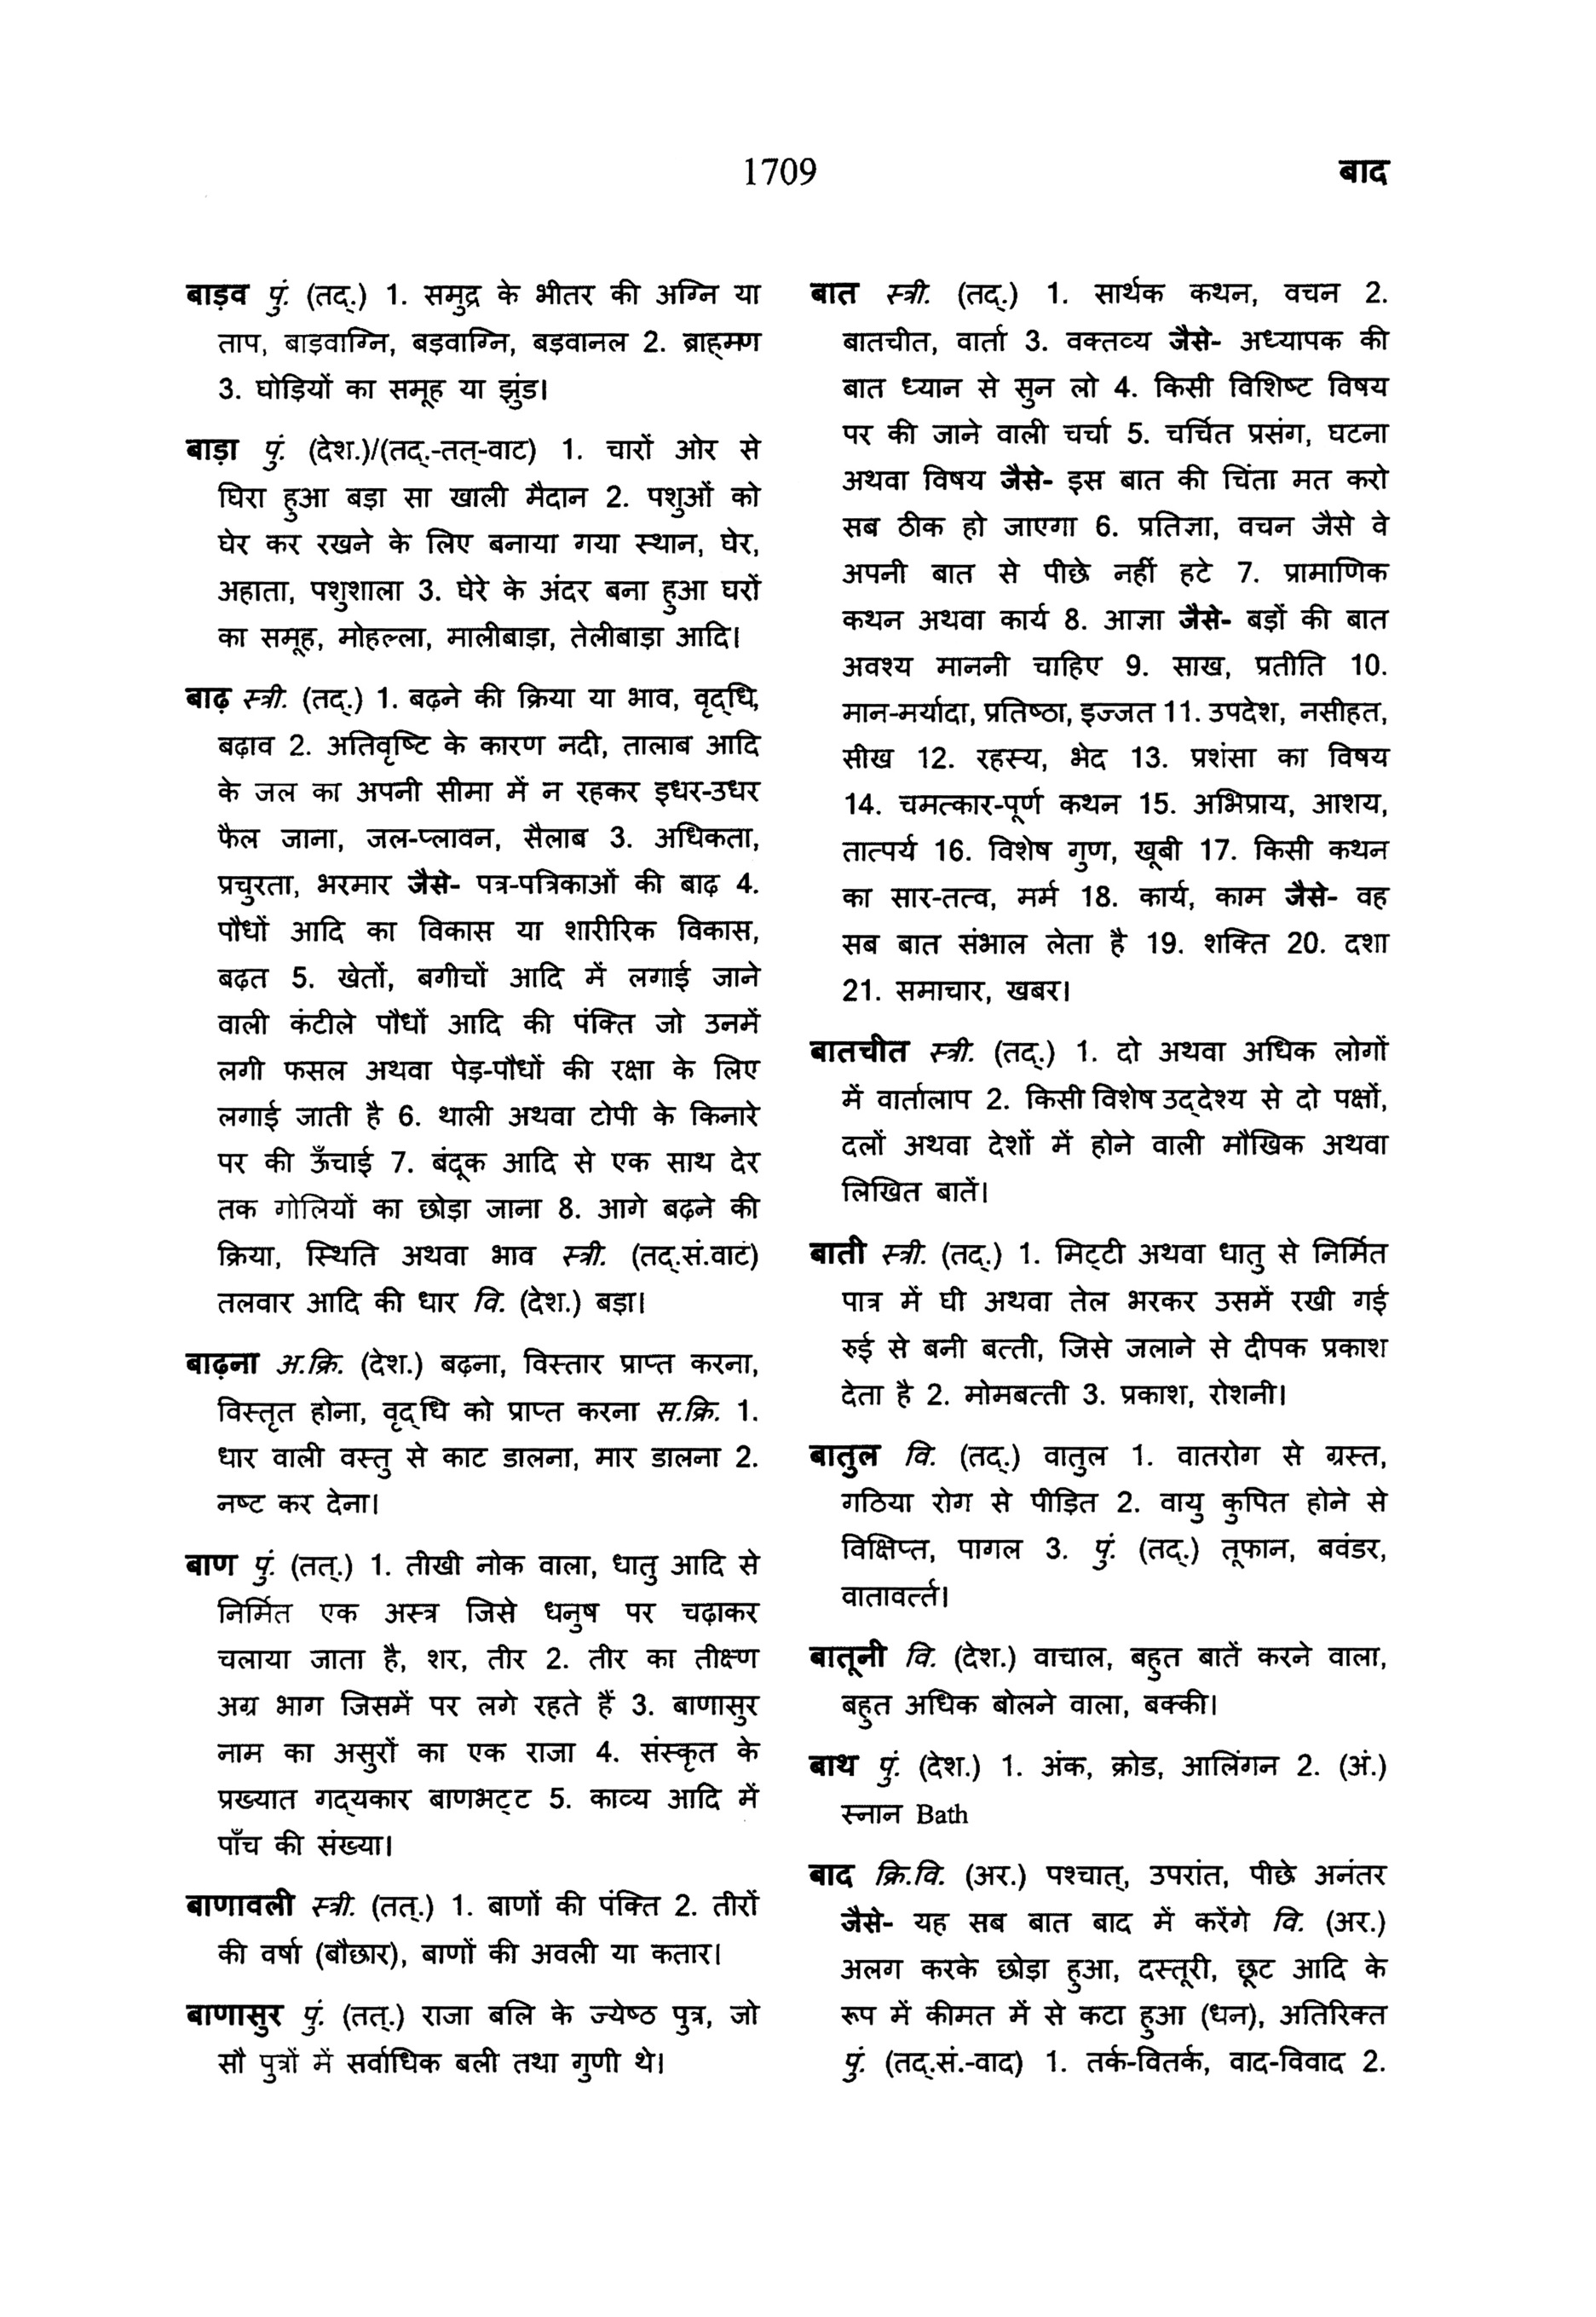 1709
बाद
बाड़व पुं. (तद्.) 1. समुद्र के भीतर की अग्नि या
ताप, बाड़वाग्नि, बड़वाग्नि, बड़वानल 2. ब्राह्मण
3. घोड़ियों का समूह या झुंड।
बाड़ा पुं. (देश.)/(तद्.-तत्-वाट) 1. चारों ओर से
घिरा हुआ बड़ा सा खाली मैदान 2. पशुओं को
घेर कर रखने के लिए बनाया गया स्थान, घेर,
अहाता, पशुशाला 3. घेरे के अंदर बना हुआ घरों
का समूह, मोहल्ला, मालीबाड़ा, तेलीबाड़ा आदि।
बाढ़ स्त्री. (तद्.) 1. बढ़ने की क्रिया या भाव, वृद्‌धि,
बढ़ाव 2. अतिवृष्टि के कारण नदी, तालाब आदि
के जल का अपनी सीमा में न रहकर इधर-उधर
फैल जाना, जल-प्लावन, सैलाब 3. अधिकता,
प्रचुरता, भरमार जैसे- पत्र-पत्रिकाओं की बाढ़ 4.
पौधों आदि का विकास या शारीरिक विकास,
बढ़त 5. खेतों, बगीचों आदि में लगाई जाने
वाली कंटीले पौधों आदि की पंक्ति जो उनमें
लगी फसल अथवा पेड़-पौधों की रक्षा के लिए
लगाई जाती है 6. थाली अथवा टोपी के किनारे
पर की ऊँचाई 7. बंदूक आदि से एक साथ देर
तक गोलियों का छोड़ा जाना 8. आगे बढ़ने की
क्रिया, स्थिति अथवा भाव स्त्री. (तद्.सं.वाट)
तलवार आदि की धार वि. (देश.) बड़ा।
बाढ़ना अ.क्रि. (देश.) बढ़ना, विस्तार प्राप्त करना,
विस्तृत होना, वृद्‌धि को प्राप्त करना स.क्रि. 1.
धार वाली वस्तु से काट डालना, मार डालना 2.
नष्ट कर देना।
बाण पुं. (तत्.) 1. तीखी नोक वाला, धातु आदि से
निर्मित एक अस्त्र जिसे धनुष पर चढ़ाकर
चलाया जाता है, शर, तीर 2. तीर का तीक्ष्ण
अग्र भाग जिसमें पर लगे रहते हैं 3. बाणासुर
नाम का असुरों का एक राजा 4. संस्कृत के
प्रख्यात गद्‌यकार बाणभट्‌ट 5. काव्य आदि में
पाँच की संख्या।
बाणावली स्त्री. (तत्.) 1. बाणों की पंक्ति 2. तीरों
की वर्षा (बौछार), बाणों की अवली या कतार।
बाणासुर पुं. (तत्.) राजा बलि के ज्येष्ठ पुत्र, जो
सौ पुत्रों में सर्वाधिक बली तथा गुणी थे।
बात स्त्री. (तद्.) 1. सार्थक कथन, वचन 2.
बातचीत, वार्ता 3. वक्तव्य जैसे- अध्यापक की
बात ध्यान से सुन लो 4. किसी विशिष्ट विषय
पर की जाने वाली चर्चा 5. चर्चित प्रसंग, घटना
अथवा विषय जैसे- इस बात की चिंता मत करो
सब ठीक हो जाएगा 6. प्रतिज्ञा, वचन जैसे वे
अपनी बात से पीछे नहीं हटे 7. प्रामाणिक
कथन अथवा कार्य 8. आज्ञा जैसे- बड़ों की बात
अवश्य माननी चाहिए 9. साख, प्रतीति 10.
मान-मर्यादा, प्रतिष्ठा, इज्जत 11. उपदेश, नसीहत,
सीख 12. रहस्य, भेद 13. प्रशंसा का विषय
14. चमत्कार-पूर्ण कथन 15. अभिप्राय, आशय,
तात्पर्य 16. विशेष गुण, खूबी 17. किसी कथन
का सार-तत्व, मर्म 18. कार्य, काम जैसे- वह
सब बात संभाल लेता है 19. शक्ति 20. दशा
21. समाचार, खबर।
बातचीत स्त्री. (तद्.) 1. दो अथवा अधिक लोगों
में वार्तालाप 2. किसी विशेष उद्‌देश्य से दो पक्षों,
दलों अथवा देशों में होने वाली मौखिक अथवा
लिखित बातें।
बाती स्त्री. (तद्.) 1. मिट्‌टी अथवा धातु से निर्मित
पात्र में घी अथवा तेल भरकर उसमें रखी गई
रुई से बनी बत्ती, जिसे जलाने से दीपक प्रकाश
देता है 2. मोमबत्ती 3. प्रकाश, रोशनी।
बातुल वि. (तद्.) वातुल 1. वातरोग से ग्रस्त,
गठिया रोग से पीड़ित 2. वायु कुपित होने से
विक्षिप्त, पागल 3. पुं. (तद्.) तूफान, बवंडर,
वातावर्त्त।
बातूनी वि. (देश.) वाचाल, बहुत बातें करने वाला,
बहुत अधिक बोलने वाला, बक्की।
बाथ पुं. (देश.) 1. अंक, क्रोड, आलिंगन 2. (अं.)
स्नान Bath
बाद क्रि.वि. (अर.) पश्चात्, उपरांत, पीछे अनंतर
जैसे- यह सब बात बाद में करेंगे वि. (अर.)
अलग करके छोड़ा हुआ, दस्तूरी, छूट आदि के
रूप में कीमत में से कटा हुआ (धन), अतिरिक्त
पुं. (तद्.सं.-वाद) 1. तर्क-वितर्क, वाद-विवाद 2.